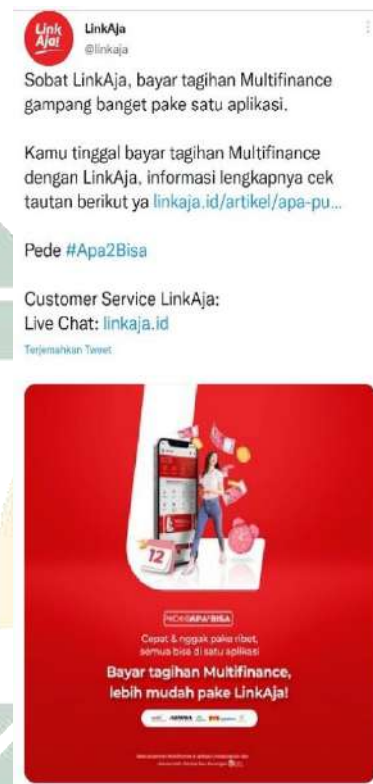 Link
Aja!
LinkAja
@linkaja
Sobat LinkAja, bayar tagihan Multifinance
gampang banget pake satu aplikasi.
Kamu tinggal bayar tagihan Multifinance
dengan LinkAja, informasi lengkapnya cek
tautan berikut ya linkaja.id/artikel/apa-pu...
Pede #Apa2Bisa
Customer Service LinkAja:
Live Chat: linkaja.id
Terjemahkan Tweet
12
Cepat & nggak pake ribet,
semua bisa di satu aplikasi
Bayar tagihan Multifinance,
lebih mudah pake LinkAja!